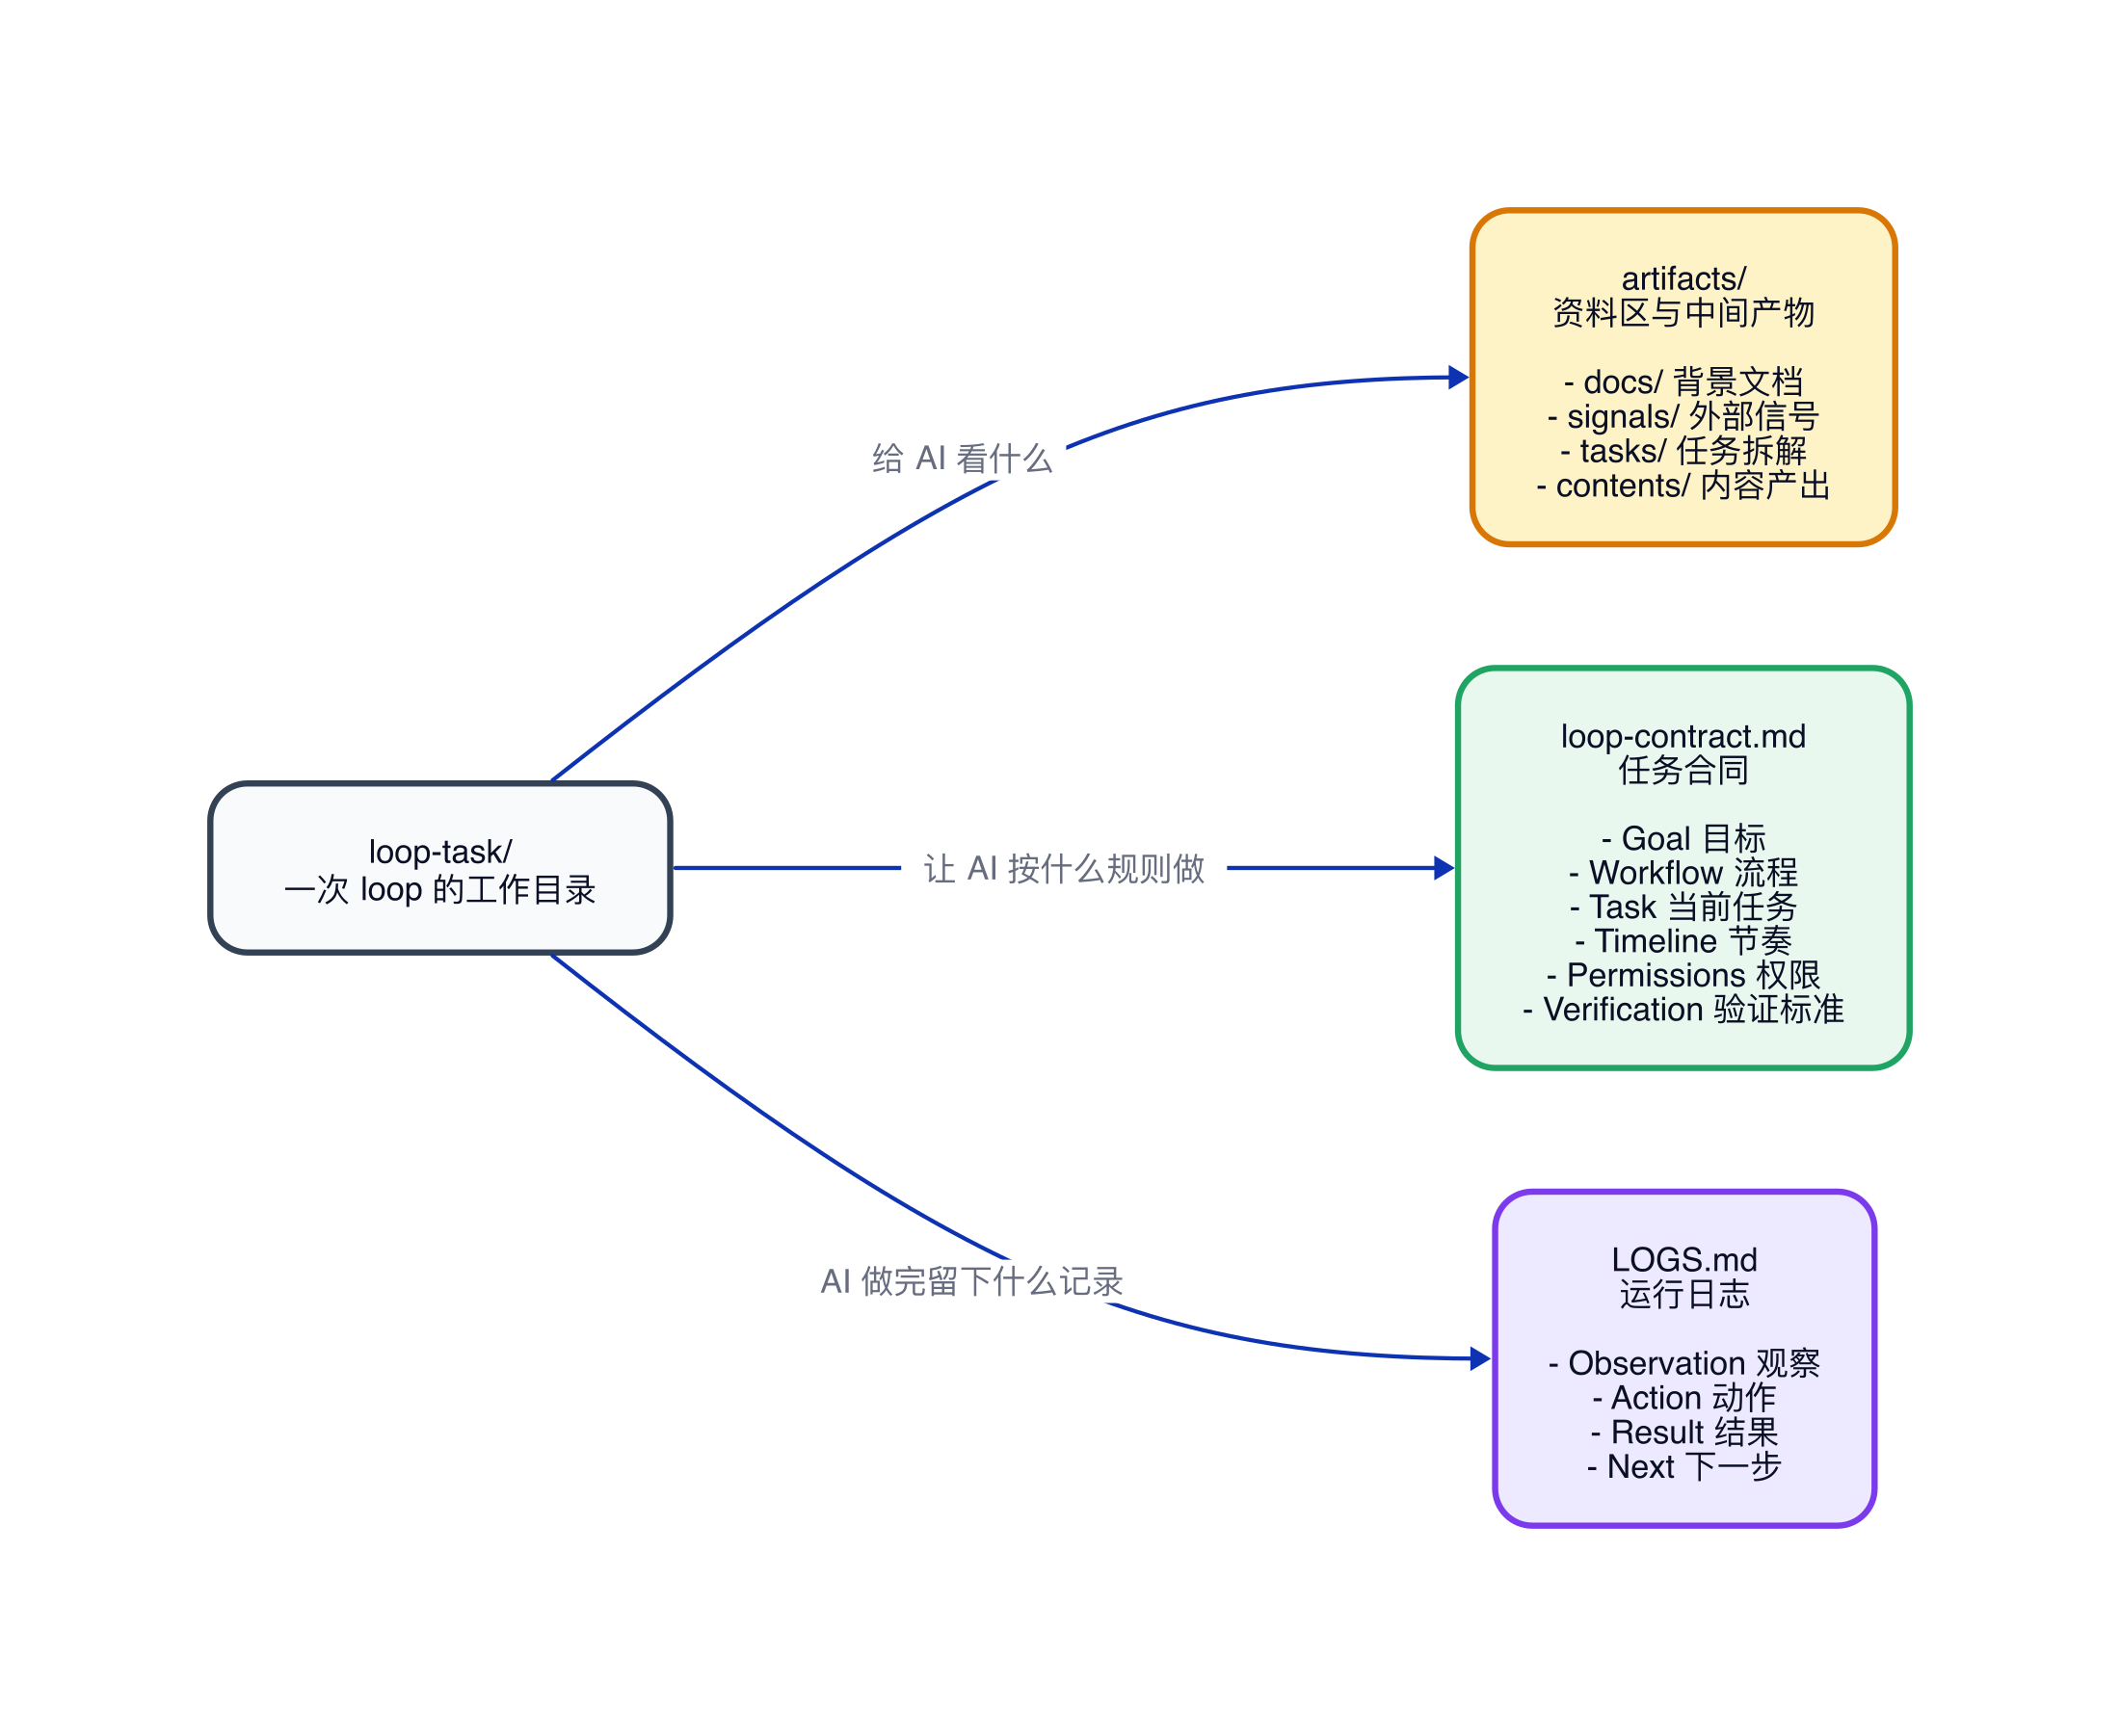 loop-task/
一次 loop 的工作目录
给 AI 看什么
让 AI 按什么规则做
AI 做完留下什么记录
artifacts/
资料区与中间产物
- docs/ 背景文档
- signals/ 外部信号
- tasks/ 任务拆解
- contents/ 内容产出
loop-contract.md
任务合同
- Goal 目标
- Workflow 流程
- Task 当前任务
- Timeline 节奏
- Permissions 权限
- Verification 验证标准
LOGS.md
运行日志
- Observation 观察
- Action 动作
- Result 结果
- Next 下一步